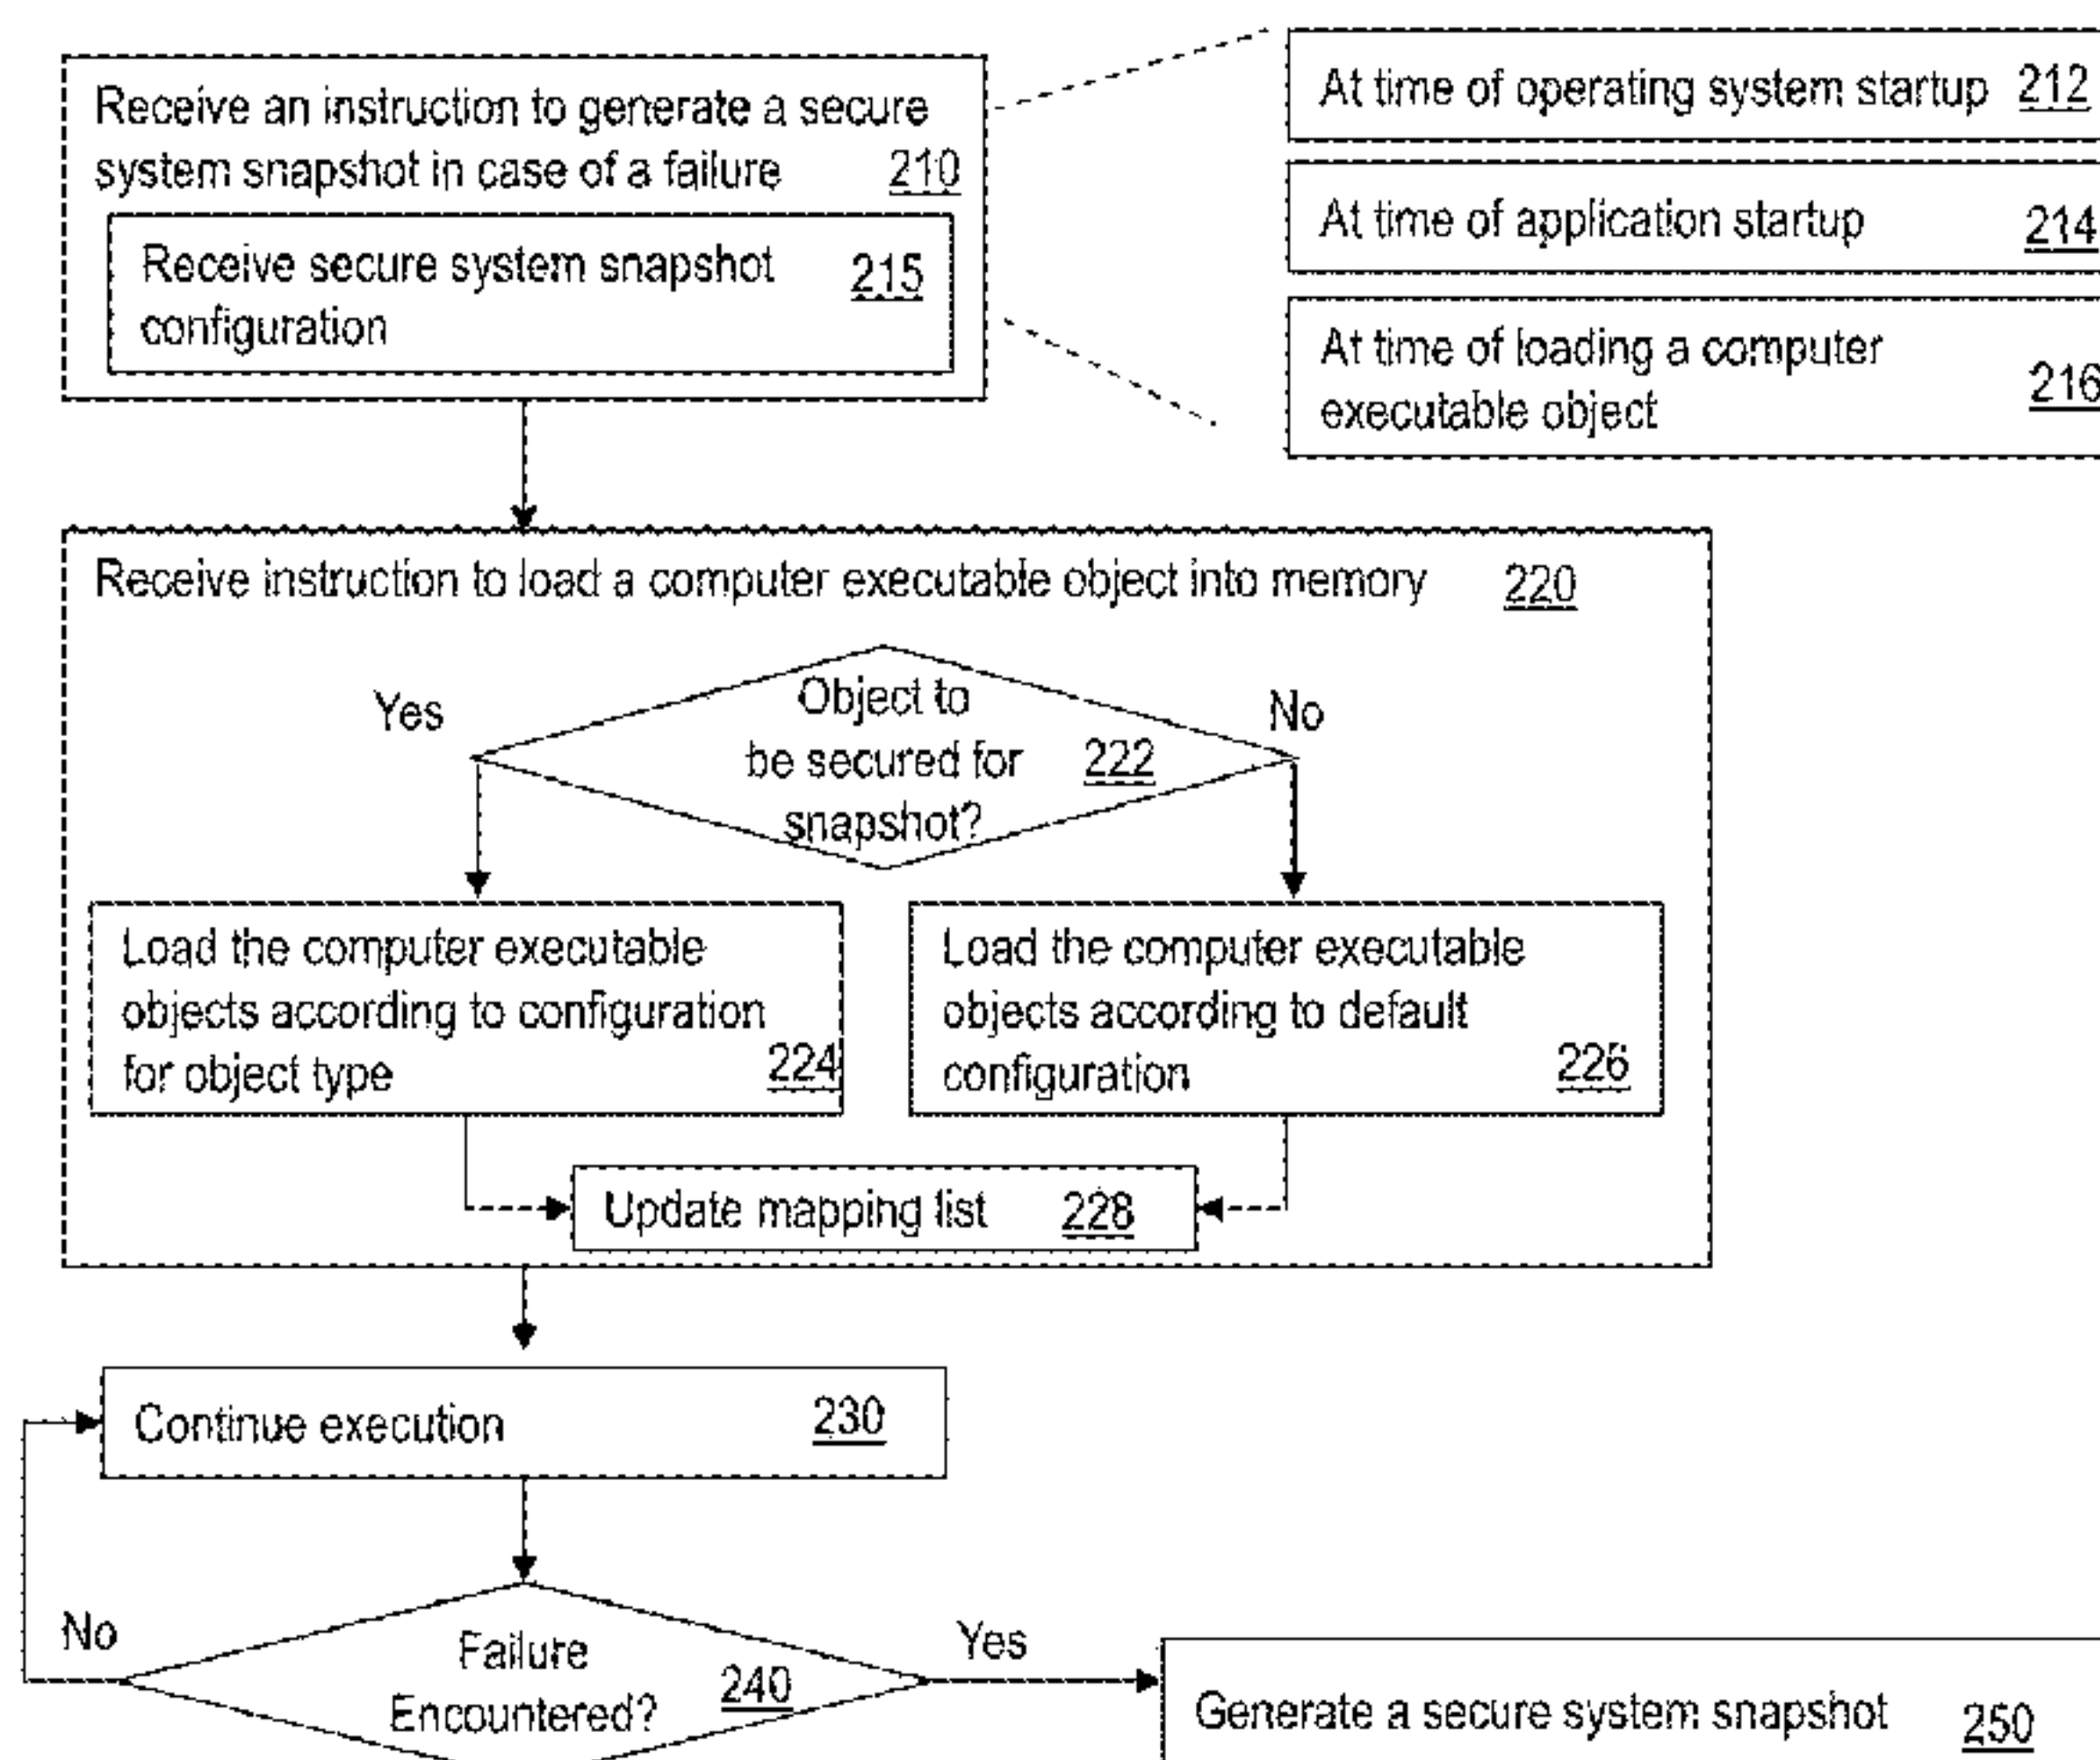 Receive an instruction to generate a secure
system snapshot in case of a failure 210
Receive secure system snapshot 215
configuration
At time of operating system startup 212
At time of application startup 214
At time of loading a computer
executable object 216
Receive instruction to load a computer executable object into memory 220
Yes
Object to
be secured for 222
snapshot?
No
Load the computer executable
objects according to configuration
for object type 224
Load the computer executable
objects according to default
configuration 226
Update mapping list 228
Continue execution 230
No
Failure
Encountered? 240
Yes
Generate a secure system snapshot 250